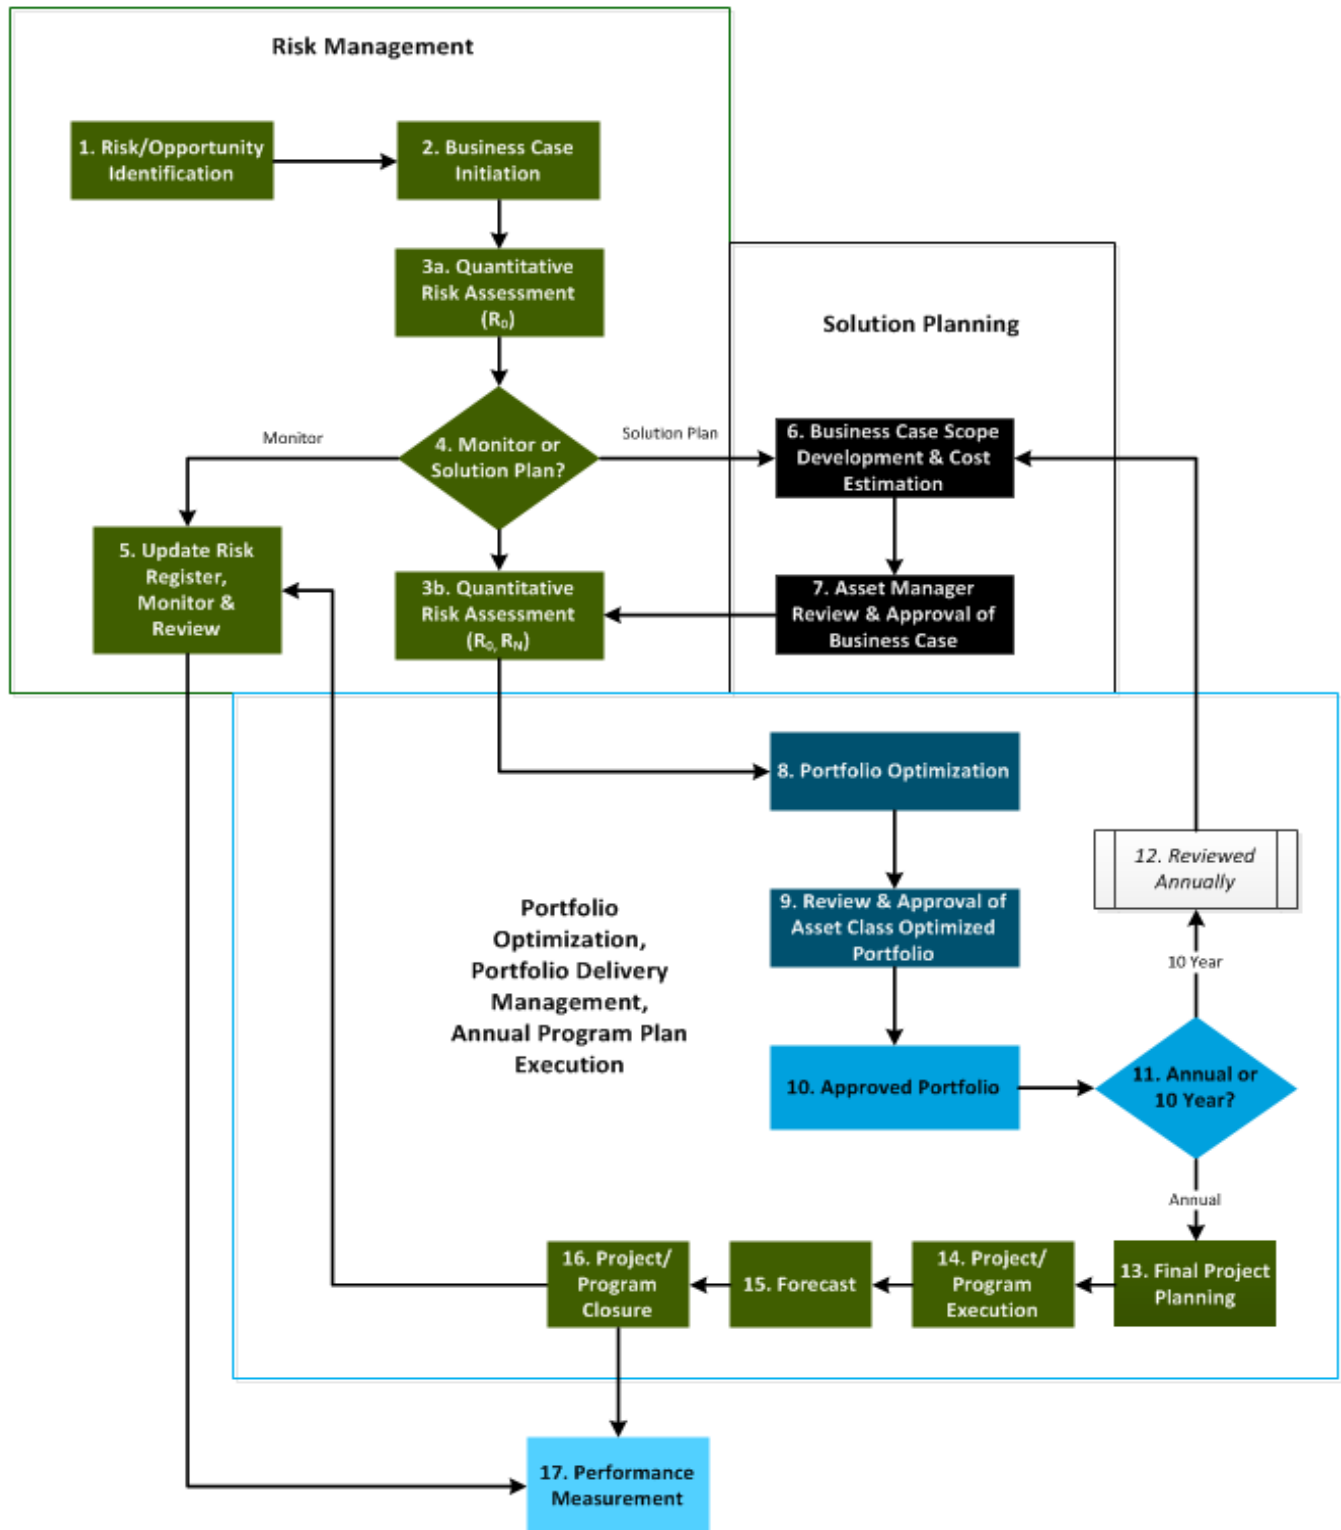 Risk Management
1. Risk/Opportunity
Identification
2. Business Case
Initiation
3a. Quantitative
Risk Assessment
(R₀)
Solution Planning
Monitor
4. Monitor or
Solution Plan?
Solution Plan
6. Business Case Scope
Development & Cost
Estimation
5. Update Risk
Register,
Monitor &
Review
3b. Quantitative
Risk Assessment
(R₀, Rₙ)
7. Asset Manager
Review & Approval of
Business Case
8. Portfolio Optimization
12. Reviewed
Annually
Portfolio
Optimization,
Portfolio Delivery
Management,
Annual Program Plan
Execution
9. Review & Approval of
Asset Class Optimized
Portfolio
10 Year
10. Approved Portfolio
11. Annual or
10 Year?
Annual
16. Project/
Program
Closure
15. Forecast
14. Project/
Program
Execution
13. Final Project
Planning
17. Performance
Measurement